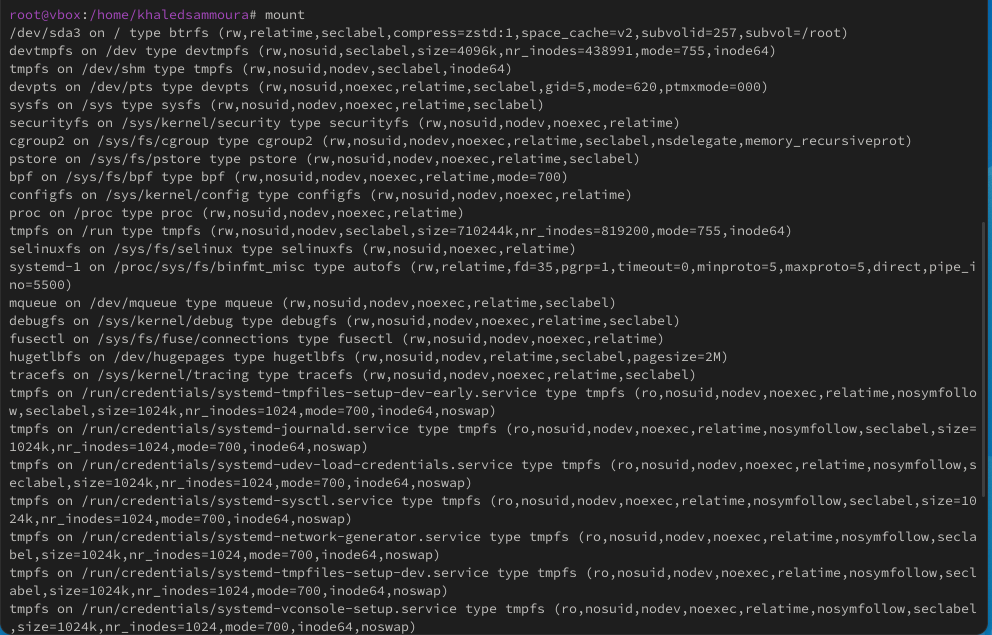 root@vbox:/home/khaledsammoura# mount
/dev/sda3 on / type btrfs (rw,relatime,seclabel,compress=zstd:1,space_cache=v2,subvolid=257,subvol=/root)
devtmpfs on /dev type devtmpfs (rw,nosuid,seclabel,size=4096k,nr_inodes=438991,mode=755,inode64)
tmpfs on /dev/shm type tmpfs (rw,nosuid,nodev,seclabel,inode64)
devpts on /dev/pts type devpts (rw,nosuid,noexec,relatime,seclabel,gid=5,mode=620,ptmxmode=000)
sysfs on /sys type sysfs (rw,nosuid,nodev,noexec,relatime,seclabel)
securityfs on /sys/kernel/security type securityfs (rw,nosuid,nodev,noexec,relatime)
cgroup2 on /sys/fs/cgroup type cgroup2 (rw,nosuid,nodev,noexec,relatime,seclabel,nsdelegate,memory_recursiveprot)
pstore on /sys/fs/pstore type pstore (rw,nosuid,nodev,noexec,relatime,seclabel)
bpf on /sys/fs/bpf type bpf (rw,nosuid,nodev,noexec,relatime,mode=700)
configfs on /sys/kernel/config type configfs (rw,nosuid,nodev,noexec,relatime)
proc on /proc type proc (rw,nosuid,nodev,noexec,relatime)
tmpfs on /run type tmpfs (rw,nosuid,nodev,seclabel,size=710244k,nr_inodes=819200,mode=755,inode64)
selinuxfs on /sys/fs/selinux type selinuxfs (rw,nosuid,noexec,relatime)
systemd-1 on /proc/sys/fs/binfmt_misc type autofs (rw,relatime,fd=35,pgrp=1,timeout=0,minproto=5,maxproto=5,direct,pipe_i
no=5500)
mqueue on /dev/mqueue type mqueue (rw,nosuid,nodev,noexec,relatime,seclabel)
debugfs on /sys/kernel/debug type debugfs (rw,nosuid,nodev,noexec,relatime,seclabel)
fusectl on /sys/fs/fuse/connections type fusectl (rw,nosuid,nodev,noexec,relatime)
hugetlbfs on /dev/hugepages type hugetlbfs (rw,nosuid,nodev,relatime,seclabel,pagesize=2M)
tracefs on /sys/kernel/tracing type tracefs (rw,nosuid,nodev,noexec,relatime,seclabel)
tmpfs on /run/credentials/systemd-tmpfiles-setup-dev-early.service type tmpfs (ro,nosuid,nodev,noexec,relatime,nosymfollo
w,seclabel,size=1024k,nr_inodes=1024,mode=700,inode64,noswap)
tmpfs on /run/credentials/systemd-journald.service type tmpfs (ro,nosuid,nodev,noexec,relatime,nosymfollow,seclabel,size=
1024k,nr_inodes=1024,mode=700,inode64,noswap)
tmpfs on /run/credentials/systemd-udev-load-credentials.service type tmpfs (ro,nosuid,nodev,noexec,relatime,nosymfollow,s
eclabel,size=1024k,nr_inodes=1024,mode=700,inode64,noswap)
tmpfs on /run/credentials/systemd-sysctl.service type tmpfs (ro,nosuid,nodev,noexec,relatime,nosymfollow,seclabel,size=10
24k,nr_inodes=1024,mode=700,inode64,noswap)
tmpfs on /run/credentials/systemd-network-generator.service type tmpfs (ro,nosuid,nodev,noexec,relatime,nosymfollow,secla
bel,size=1024k,nr_inodes=1024,mode=700,inode64,noswap)
tmpfs on /run/credentials/systemd-tmpfiles-setup-dev.service type tmpfs (ro,nosuid,nodev,noexec,relatime,nosymfollow,secl
abel,size=1024k,nr_inodes=1024,mode=700,inode64,noswap)
tmpfs on /run/credentials/systemd-vconsole-setup.service type tmpfs (ro,nosuid,nodev,noexec,relatime,nosymfollow,seclabel
,size=1024k,nr_inodes=1024,mode=700,inode64,noswap)